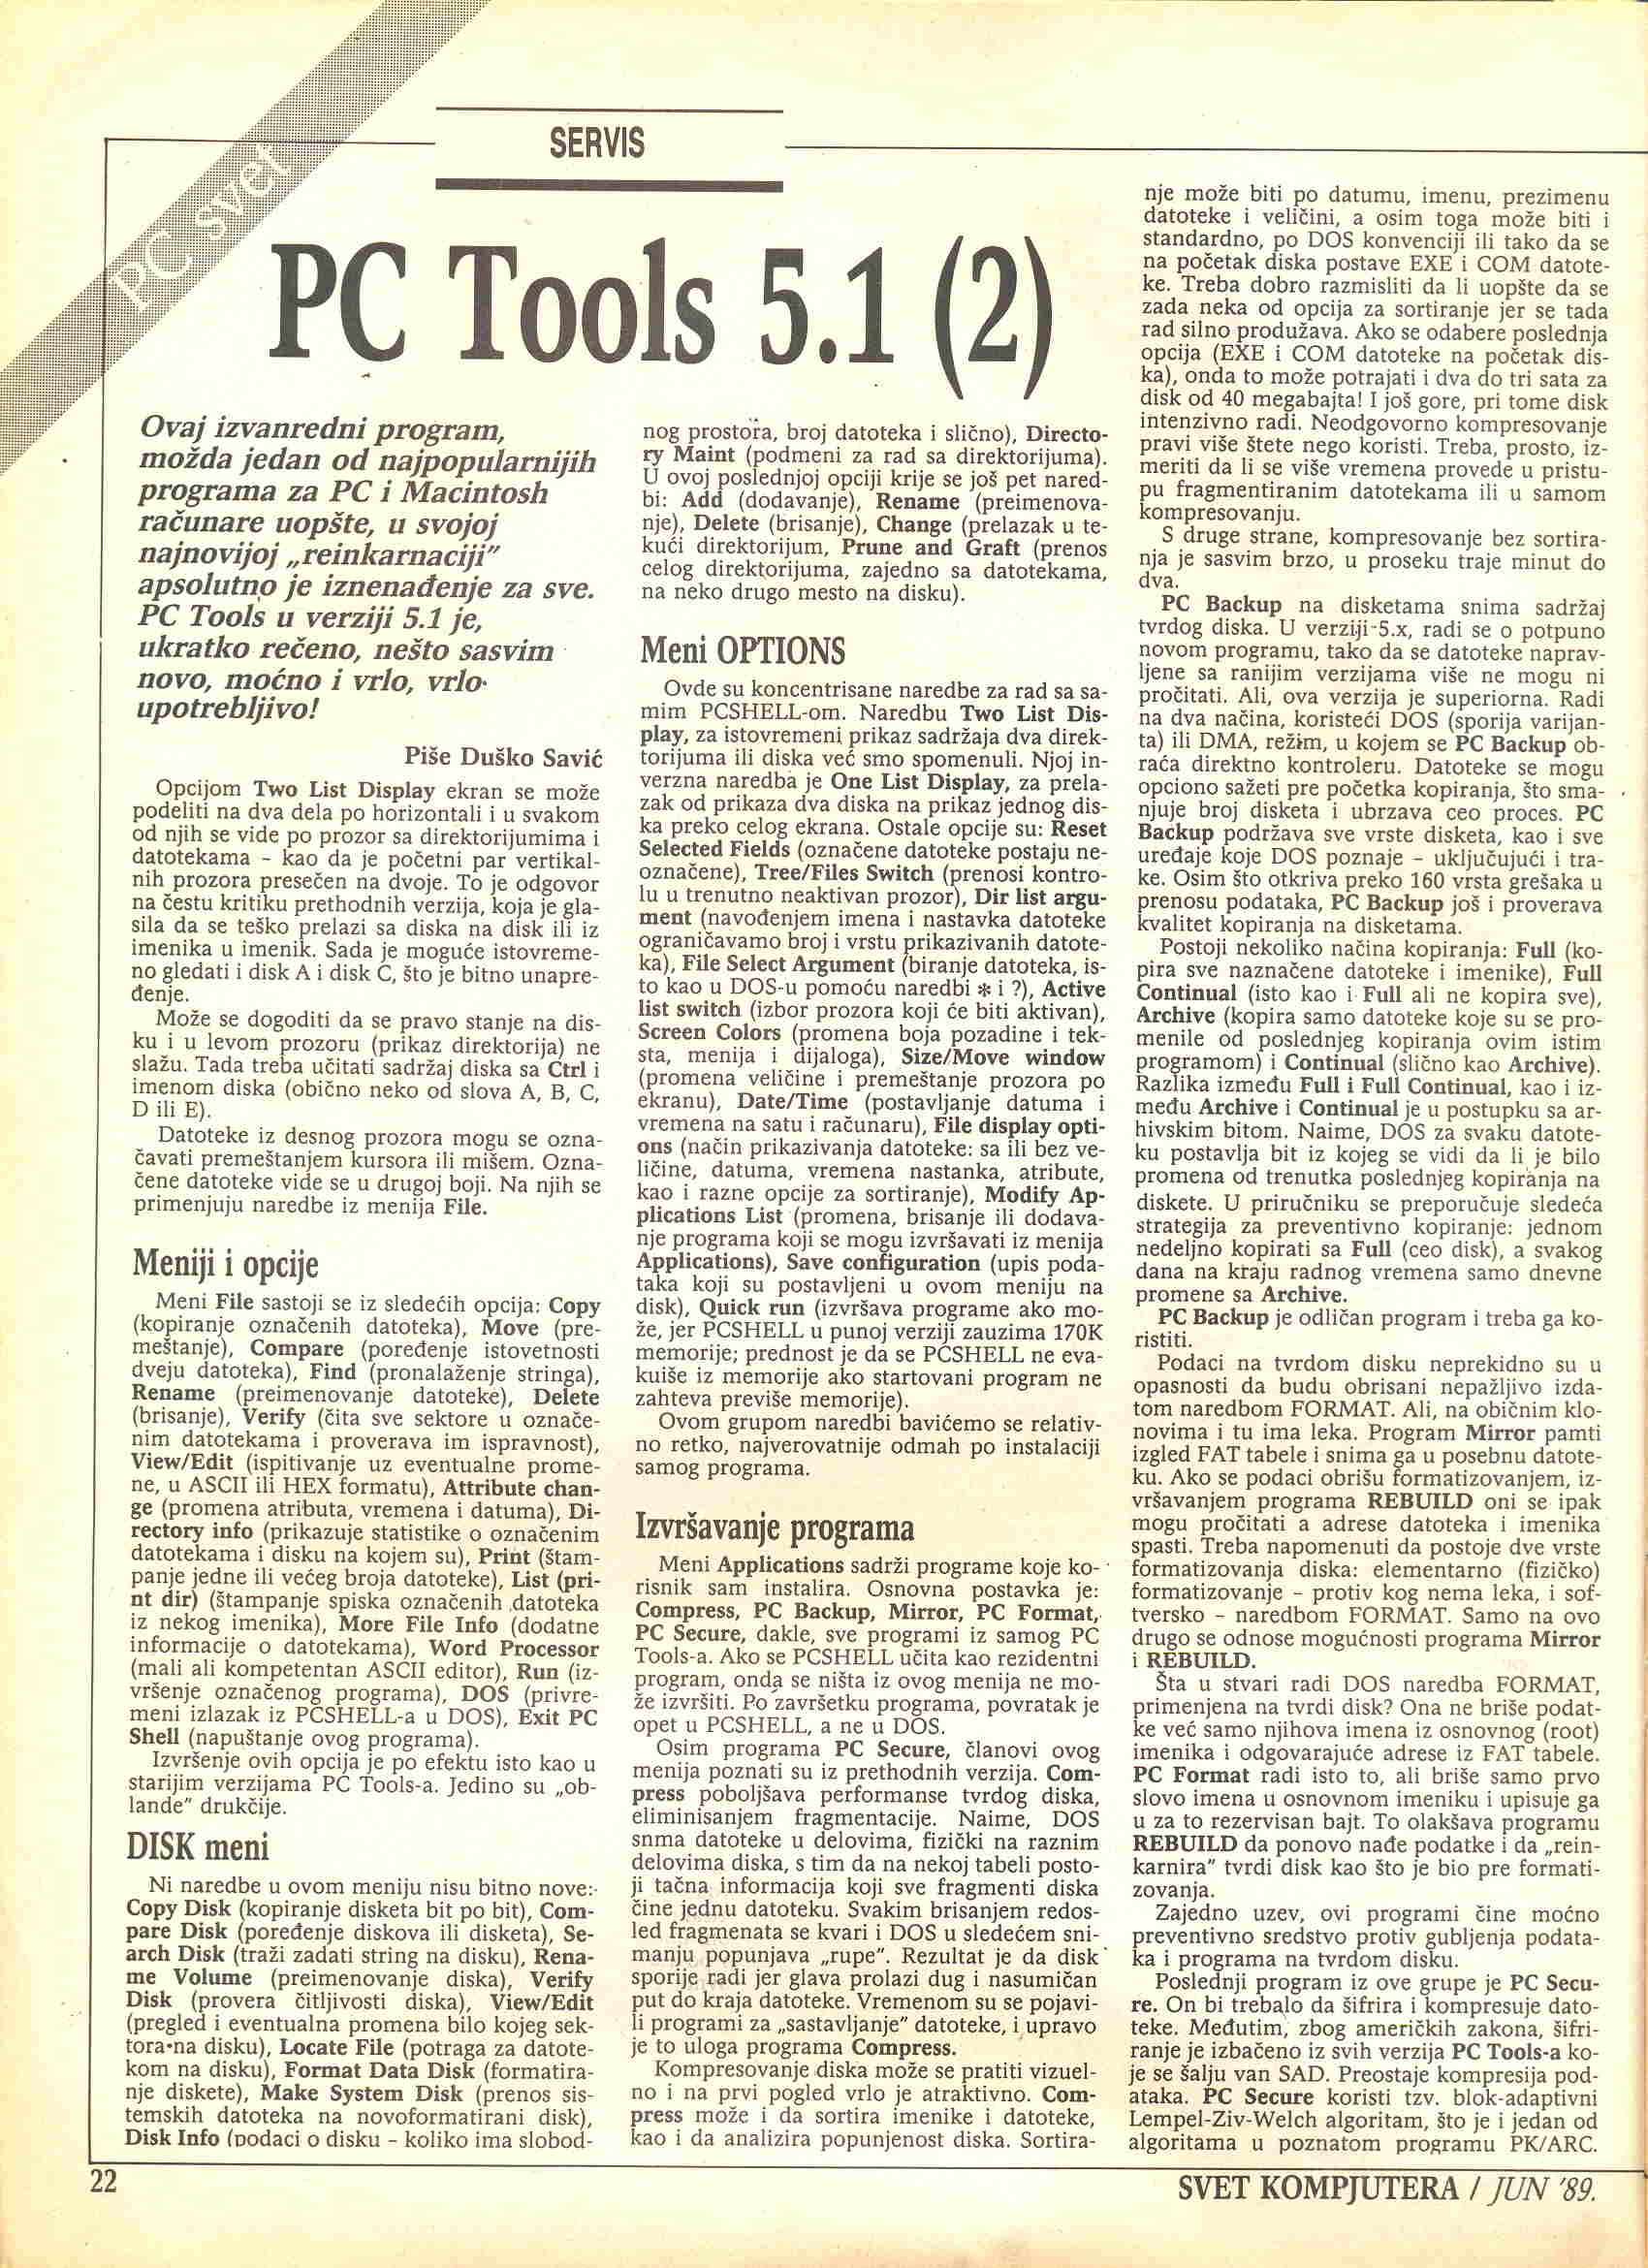 PC svet
SERVIS
PC Tools 5.1 (2)
Ovaj izvanredni program,
možda jedan od najpopularnijih
programa za PC i Macintosh
računare uopšte, u svojoj
najnovijoj „reinkarnaciji”
apsolutno je iznenađenje za sve.
PC Tools u verziji 5.1 je,
ukratko rečeno, nešto sasvim
novo, moćno i vrlo, vrlo
upotrebljivo!
Piše Duško Savić
Opcijom Two List Display ekran se može
podeliti na dva dela po horizontali i u svakom
od njih se vide po prozor sa direktorijumima i
datotekama – kao da je početni par vertikal-
nih prozora presečen na dvoje. To je odgovor
na čestu kritiku prethodnih verzija, koja je gla-
sila da se teško prelazi sa diska na disk ili iz
imenika u imenik. Sada je moguće istovreme-
no gledati i disk A i disk C, što je bitno unapre-
đenje.
Može se dogoditi da se pravo stanje na dis-
ku i u levom prozoru (prikaz direktorija) ne
slažu. Tada treba učitati sadržaj diska sa Ctrl i
imenom diska (obično neko od slova A, B, C,
D ili E).
Datoteke iz desnog prozora mogu se ozna-
čavati premeštanjem kursora ili mišem. Ozna-
čene datoteke vide se u drugoj boji. Na njih se
primenjuju naredbe iz menija File.
Meniji i opcije
Meni File sastoji se iz sledećih opcija: Copy
(kopiranje označenih datoteka), Move (pre-
meštanje), Compare (poređenje istovetnosti
dveju datoteka), Find (pronalaženje stringa),
Rename (preimenovanje datoteke), Delete
(brisanje), Verify (čita sve sektore u označe-
nim datotekama i proverava im ispravnost),
View/Edit (ispitivanje uz eventualne prome-
ne, u ASCII ili HEX formatu), Attribute chan-
ge (promena atributa, vremena i datuma), Di-
rectory info (prikazuje statistike o označenim
datotekama i disku na kojem su), Print (štam-
panje jedne ili većeg broja datoteke), List (pri-
nt dir) (štampanje spiska označenih datoteka
iz nekog imenika), More File Info (dodatne
informacije o datotekama), Word Processor
(mali ali kompetentan ASCII editor), Run (iz-
vršenje označenog programa), DOS (privre-
meni izlazak iz PCSHELL-a u DOS), Exit PC
Shell (napuštanje ovog programa).
Izvršenje ovih opcija je po efektu isto kao u
starijim verzijama PC Tools-a. Jedino su „ob-
lande” drukčije.
DISK meni
Ni naredbe u ovom meniju nisu bitno nove:
Copy Disk (kopiranje disketa bit po bit), Com-
pare Disk (poređenje diskova ili disketa), Se-
arch Disk (traži zadati string na disku), Rena-
me Volume (preimenovanje diska), Verify
Disk (provera čitljivosti diska), View/Edit
(pregled i eventualna promena bilo kojeg sek-
tora na disku), Locate File (potraga za datote-
kom na disku), Format Data Disk (formatira-
nje diskete), Make System Disk (prenos sis-
temskih datoteka na novoformatirani disk),
Disk Info (podaci o disku – koliko ima slobod-
nog prostora, broj datoteka i slično), Directo-
ry Maint (podmeni za rad sa direktorijuma).
U ovoj poslednjoj opciji krije se još pet nared-
bi: Add (dodavanje), Rename (preimenova-
nje), Delete (brisanje), Change (prelazak u te-
kući direktorijum, Prune and Graft (prenos
celog direktorijuma, zajedno sa datotekama,
na neko drugo mesto na disku).
Meni OPTIONS
Ovde su koncentrisane naredbe za rad sa sa-
mim PCSHELL-om. Naredbu Two List Dis-
play, za istovremeni prikaz sadržaja dva direk-
torijuma ili diska već smo spomenuli. Njoj in-
verzna naredba je One List Display, za prela-
zak od prikaza dva diska na prikaz jednog dis-
ka preko celog ekrana. Ostale opcije su: Reset
Selected Fields (označene datoteke postaju ne-
označene), Tree/Files Switch (prenosi kontro-
lu u trenutno neaktivan prozor), Dir list argu-
ment (navođenjem imena i nastavka datoteke
ograničavamo broj i vrstu prikazivanih datote-
ka), File Select Argument (biranje datoteka, is-
to kao u DOS-u pomoću naredbi * i ?), Active
list switch (izbor prozora koji će biti aktivan),
Screen Colors (promena boja pozadine i tek-
sta, menija i dijaloga), Size/Move window
(promena veličine i premeštanje prozora po
ekranu), Date/Time (postavljanje datuma i
vremena na satu i računaru), File display opti-
ons (način prikazivanja datoteke: sa ili bez ve-
ličine, datuma, vremena nastanka, atribute,
kao i razne opcije za sortiranje), Modify Ap-
plications List (promena, brisanje ili dodava-
nje programa koji se mogu izvršavati iz menija
Applications), Save configuration (upis poda-
taka koji su postavljeni u ovom meniju na
disk), Quick run (izvršava programe ako mo-
že, jer PCSHELL u punoj verziji zauzima 170K
memorije; prednost je da se PCSHELL ne eva-
kuiše iz memorije ako startovani program ne
zahteva previše memorije).
Ovom grupom naredbi bavićemo se relativ-
no retko, najverovatnije odmah po instalaciji
samog programa.
Izvršavanje programa
Meni Applications sadrži programe koje ko-
risnik sam instalira. Osnovna postavka je:
Compress, PC Backup, Mirror, PC Format,
PC Secure, dakle, sve programi iz samog PC
Tools-a. Ako se PCSHELL učita kao rezidentni
program, onda se ništa iz ovog menija ne mo-
že izvršiti. Po završetku programa, povratak je
opet u PCSHELL, a ne u DOS.
Osim programa PC Secure, članovi ovog
menija poznati su iz prethodnih verzija. Com-
press poboljšava performanse tvrdog diska,
eliminisanjem fragmentacije. Naime, DOS
snma datoteke u delovima, fizički na raznim
delovima diska, s tim da na nekoj tabeli posto-
ji tačna informacija koji sve fragmenti diska
čine jednu datoteku. Svakim brisanjem redos-
led fragmenata se kvari i DOS u sledećem sni-
manju popunjava „rupe”. Rezultat je da disk
sporije radi jer glava prolazi dug i nasumičan
put do kraja datoteke. Vremenom su se pojavi-
li programi za „sastavljanje” datoteke, i upravo
je to uloga programa Compress.
Kompresovanje diska može se pratiti vizuel-
no i na prvi pogled vrlo je atraktivno. Com-
press može i da sortira imenike i datoteke,
kao i da analizira popunjenost diska. Sortira-
nje može biti po datumu, imenu, prezimenu
datoteke i veličini, a osim toga može biti i
standardno, po DOS konvenciji ili tako da se
na početak diska postave EXE i COM datote-
ke. Treba dobro razmisliti da li uopšte da se
zada neka od opcija za sortiranje jer se tada
rad silno produžava. Ako se odabere poslednja
opcija (EXE i COM datoteke na početak dis-
ka), onda to može potrajati i dva do tri sata za
disk od 40 megabajta! I još gore, pri tome disk
intenzivno radi. Neodgovorno kompresovanje
pravi više štete nego koristi. Treba, prosto, iz-
meriti da li se više vremena provede u pristu-
pu fragmentiranim datotekama ili u samom
kompresovanju.
S druge strane, kompresovanje bez sortira-
nja je sasvim brzo, u proseku traje minut do
dva.
PC Backup na disketama snima sadržaj
tvrdog diska. U verziji 5.x, radi se o potpuno
novom programu, tako da se datoteke naprav-
ljene sa ranijim verzijama više ne mogu ni
pročitati. Ali, ova verzija je superiorna. Radi
na dva načina, koristeći DOS (sporija varijan-
ta) ili DMA, režim, u kojem se PC Backup ob-
raća direktno kontroleru. Datoteke se mogu
opciono sažeti pre početka kopiranja, što sma-
njuje broj disketa i ubrzava ceo proces. PC
Backup podržava sve vrste disketa, kao i sve
uređaje koje DOS poznaje – uključujući i tra-
ke. Osim što otkriva preko 160 vrsta grešaka u
prenosu podataka, PC Backup još i proverava
kvalitet kopiranja na disketama.
Postoji nekoliko načina kopiranja: Full (ko-
pira sve naznačene datoteke i imenike), Full
Continual (isto kao i Full ali ne kopira sve),
Archive (kopira samo datoteke koje su se pro-
menile od poslednjeg kopiranja ovim istim
programom) i Continual (slično kao Archive).
Razlika između Full i Full Continual, kao i iz-
među Archive i Continual je u postupku sa ar-
hivskim bitom. Naime, DOS za svaku datote-
ku postavlja bit iz kojeg se vidi da li je bilo
promena od trenutka poslednjeg kopiranja na
diskete. U priručniku se preporučuje sledeća
strategija za preventivno kopiranje: jednom
nedeljno kopirati sa Full (ceo disk), a svakog
dana na kraju radnog vremena samo dnevne
promene sa Archive.
PC Backup je odličan program i treba ga ko-
ristiti.
Podaci na tvrdom disku neprekidno su u
opasnosti da budu obrisani nepažljivo izda-
tom naredbom FORMAT. Ali, na običnim klo-
novima i tu ima leka. Program Mirror pamti
izgled FAT tabele i snima ga u posebnu datote-
ku. Ako se podaci obrišu formatizovanjem, iz-
vršavanjem programa REBUILD oni se ipak
mogu pročitati a adrese datoteka i imenika
spasti. Treba napomenuti da postoje dve vrste
formatizovanja diska: elementarno (fizičko)
formatizovanje – protiv kog nema leka, i sof-
tversko – naredbom FORMAT. Samo na ovo
drugo se odnose mogućnosti programa Mirror
i REBUILD.
Šta u stvari radi DOS naredba FORMAT,
primenjena na tvrdi disk? Ona ne briše podat-
ke već samo njihova imena iz osnovnog (root)
imenika i odgovarajuće adrese iz FAT tabele.
PC Format radi isto to, ali briše samo prvo
slovo imena u osnovnom imeniku i upisuje ga
u za to rezervisan bajt. To olakšava programu
REBUILD da ponovo nađe podatke i da „rein-
karnira” tvrdi disk kao što je bio pre formati-
zovanja.
Zajedno uzev, ovi programi čine moćno
preventivno sredstvo protiv gubljenja podata-
ka i programa na tvrdom disku.
Poslednji program iz ove grupe je PC Secu-
re. On bi trebalo da šifrira i kompresuje dato-
teke. Međutim, zbog američkih zakona, šifri-
ranje je izbačeno iz svih verzija PC Tools-a ko-
je se šalju van SAD. Preostaje kompresija pod-
ataka. PC Secure koristi tzv. blok-adaptivni
Lempel-Ziv-Welch algoritam, što je i jedan od
algoritama u poznatom programu PK/ARC.
22
SVET KOMPJUTERA / JUN '89.